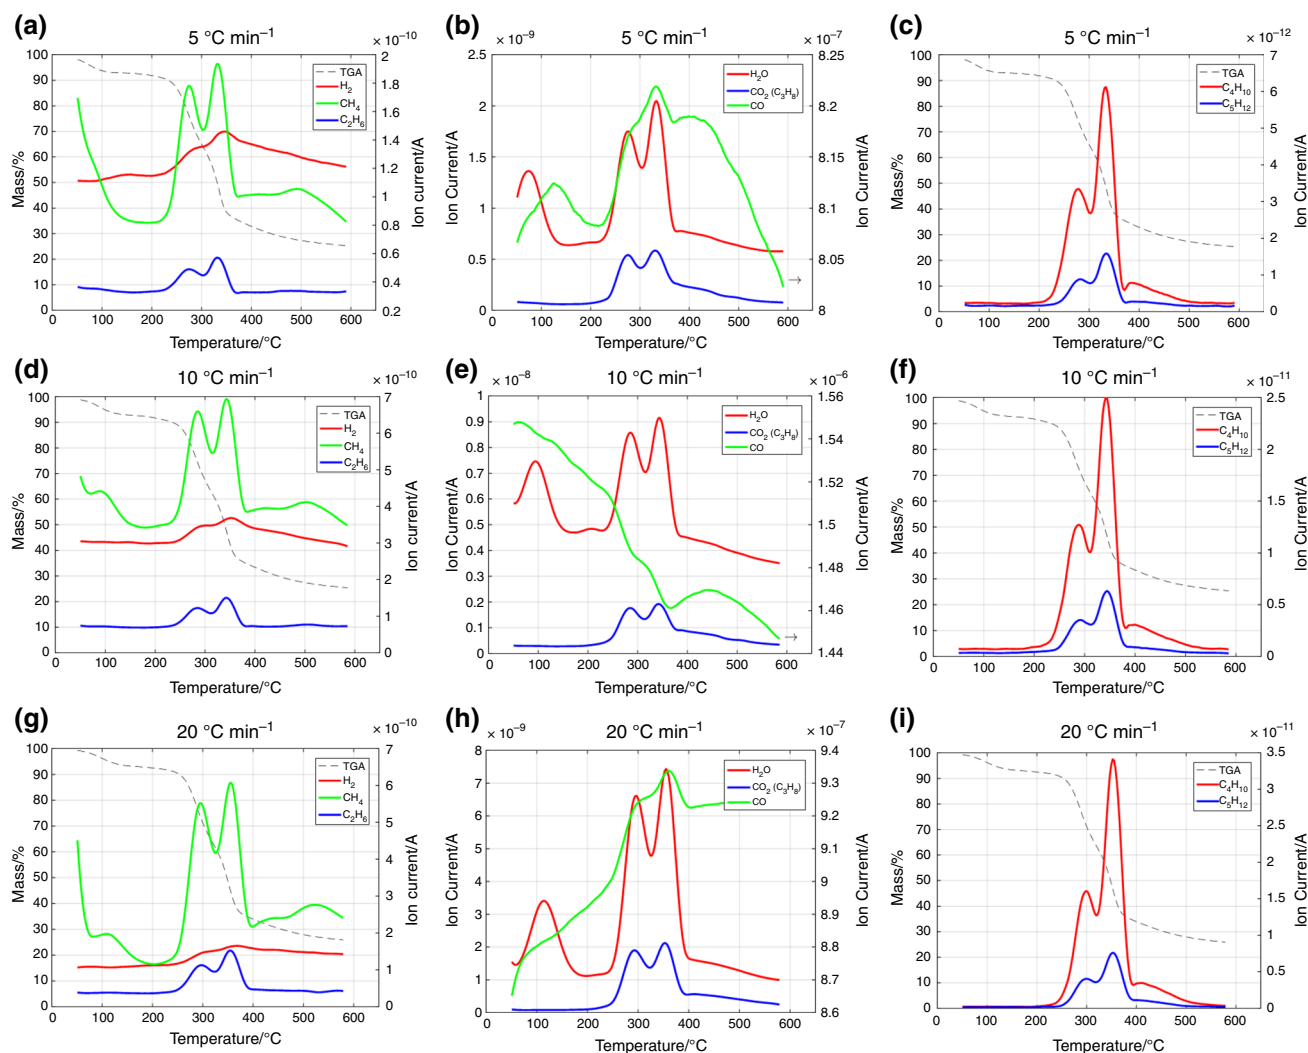 (a)
5 °C min⁻¹
× 10⁻¹⁰
100
90
80
70
60
50
40
30
20
10
0
Mass/%
TGA
H₂
CH₄
C₂H₆
2
1.8
1.6
1.4
1.2
1
0.8
0.6
0.4
0.2
Ion current/A
0 100 200 300 400 500 600
Temperature/°C
(b)
× 10⁻⁹
5 °C min⁻¹
× 10⁻⁷
2.5
2
1.5
1
0.5
0
Ion Current/A
H₂O
CO₂ (C₃H₈)
CO
8.25
8.2
8.15
8.1
8.05
8
Ion Current/A
→
0 100 200 300 400 500 600
Temperature/°C
(c)
5 °C min⁻¹
× 10⁻¹²
100
90
80
70
60
50
40
30
20
10
0
Mass/%
TGA
C₄H₁₀
C₅H₁₂
7
6
5
4
3
2
1
0
Ion Current/A
0 100 200 300 400 500 600
Temperature/°C
(d)
10 °C min⁻¹
× 10⁻¹⁰
100
90
80
70
60
50
40
30
20
10
0
Mass/%
TGA
H₂
CH₄
C₂H₆
7
6
5
4
3
2
1
0
Ion current/A
0 100 200 300 400 500 600
Temperature/°C
(e)
× 10⁻⁸
10 °C min⁻¹
× 10⁻⁶
1
0.9
0.8
0.7
0.6
0.5
0.4
0.3
0.2
0.1
0
Ion Current/A
H₂O
CO₂ (C₃H₈)
CO
1.56
1.54
1.52
1.5
1.48
1.46
1.44
Ion Current/A
→
0 100 200 300 400 500 600
Temperature/°C
(f)
10 °C min⁻¹
× 10⁻¹¹
100
90
80
70
60
50
40
30
20
10
0
Mass/%
TGA
C₄H₁₀
C₅H₁₂
2.5
2
1.5
1
0.5
0
Ion Current/A
0 100 200 300 400 500 600
Temperature/°C
(g)
20 °C min⁻¹
× 10⁻¹⁰
100
90
80
70
60
50
40
30
20
10
0
Mass/%
TGA
H₂
CH₄
C₂H₆
7
6
5
4
3
2
1
0
Ion current/A
0 100 200 300 400 500 600
Temperature/°C
(h)
× 10⁻⁹
20 °C min⁻¹
× 10⁻⁷
8
7
6
5
4
3
2
1
0
Ion Current/A
H₂O
CO₂ (C₃H₈)
CO
9.4
9.3
9.2
9.1
9
8.9
8.8
8.7
8.6
Ion Current/A
0 100 200 300 400 500 600
Temperature/°C
(i)
20 °C min⁻¹
× 10⁻¹¹
100
90
80
70
60
50
40
30
20
10
0
Mass/%
TGA
C₄H₁₀
C₅H₁₂
3.5
3
2.5
2
1.5
1
0.5
0
Ion Current/A
0 100 200 300 400 500 600
Temperature/°C